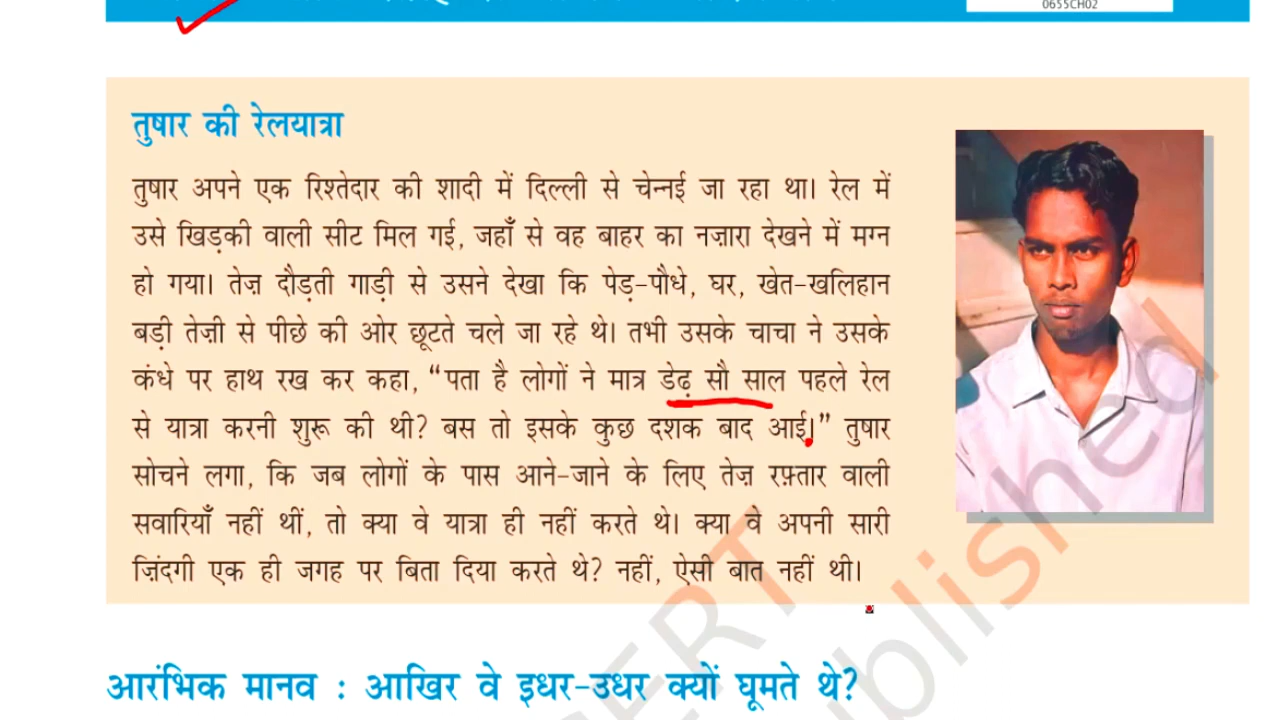 0655CH02
तुषार की रेलयात्रा
तुषार अपने एक रिश्तेदार की शादी में दिल्ली से चेन्नई जा रहा था। रेल में
उसे खिड़की वाली सीट मिल गई, जहाँ से वह बाहर का नज़ारा देखने में मग्न
हो गया। तेज़ दौड़ती गाड़ी से उसने देखा कि पेड़-पौधे, घर, खेत-खलिहान
बड़ी तेज़ी से पीछे की ओर छूटते चले जा रहे थे। तभी उसके चाचा ने उसके
कंधे पर हाथ रख कर कहा, “पता है लोगों ने मात्र डेढ़ सौ साल पहले रेल
से यात्रा करनी शुरू की थी? बस तो इसके कुछ दशक बाद आई।” तुषार
सोचने लगा, कि जब लोगों के पास आने-जाने के लिए तेज़ रफ़्तार वाली
सवारियाँ नहीं थीं, तो क्या वे यात्रा ही नहीं करते थे। क्या वे अपनी सारी
ज़िंदगी एक ही जगह पर बिता दिया करते थे? नहीं, ऐसी बात नहीं थी।
आरंभिक मानव : आखिर वे इधर-उधर क्यों घूमते थे?